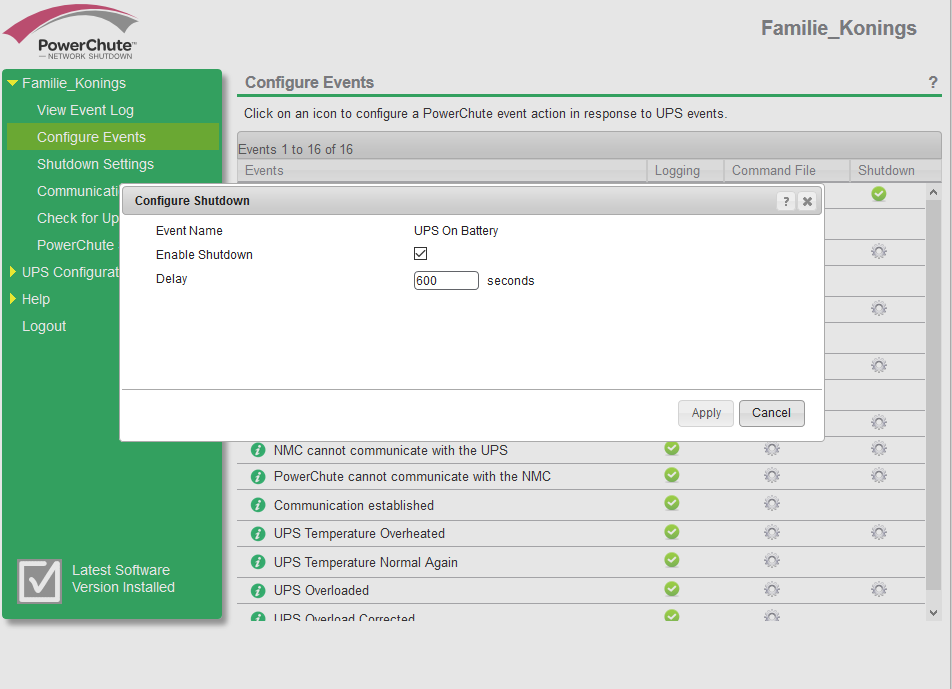 PowerChute™
NETWORK SHUTDOWN
Familie_Konings
Familie_Konings
View Event Log
Configure Events
Shutdown Settings
Communicati
Check for Up
PowerChute
UPS Configurat
Help
Logout
Latest Software
Version Installed
Configure Events
?
Click on an icon to configure a PowerChute event action in response to UPS events.
Events 1 to 16 of 16
Events Logging Command File Shutdown
Configure Shutdown ?
Event Name UPS On Battery
Enable Shutdown
Delay 600 seconds
Apply Cancel
NMC cannot communicate with the UPS
PowerChute cannot communicate with the NMC
Communication established
UPS Temperature Overheated
UPS Temperature Normal Again
UPS Overloaded
UPS Overload Corrected